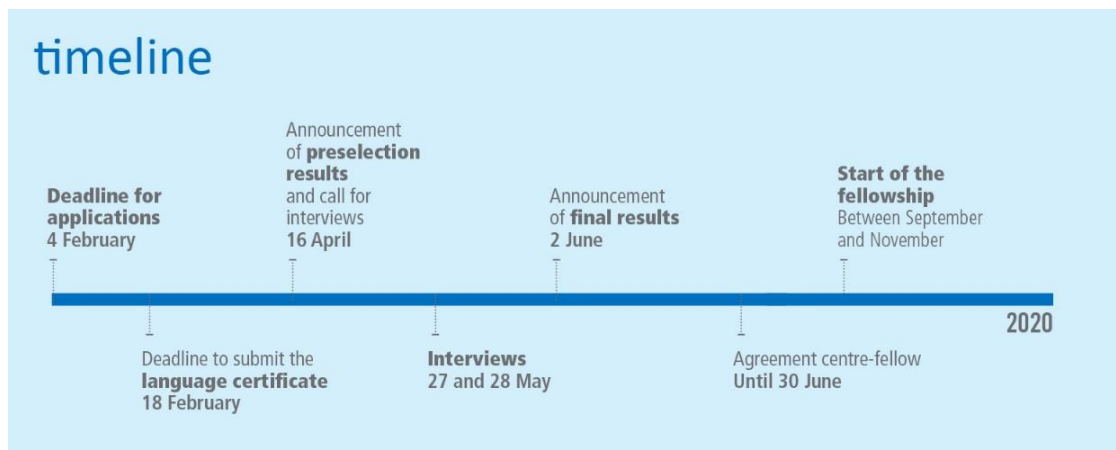 timeline
Deadline for
applications
4 February
Deadline to submit the
language certificate
18 February
Announcement
of preselection
results
and call for
interviews
16 April
Interviews
27 and 28 May
Announcement
of final results
2 June
Agreement centre-fellow
Until 30 June
Start of the
fellowship
Between September
and November
2020